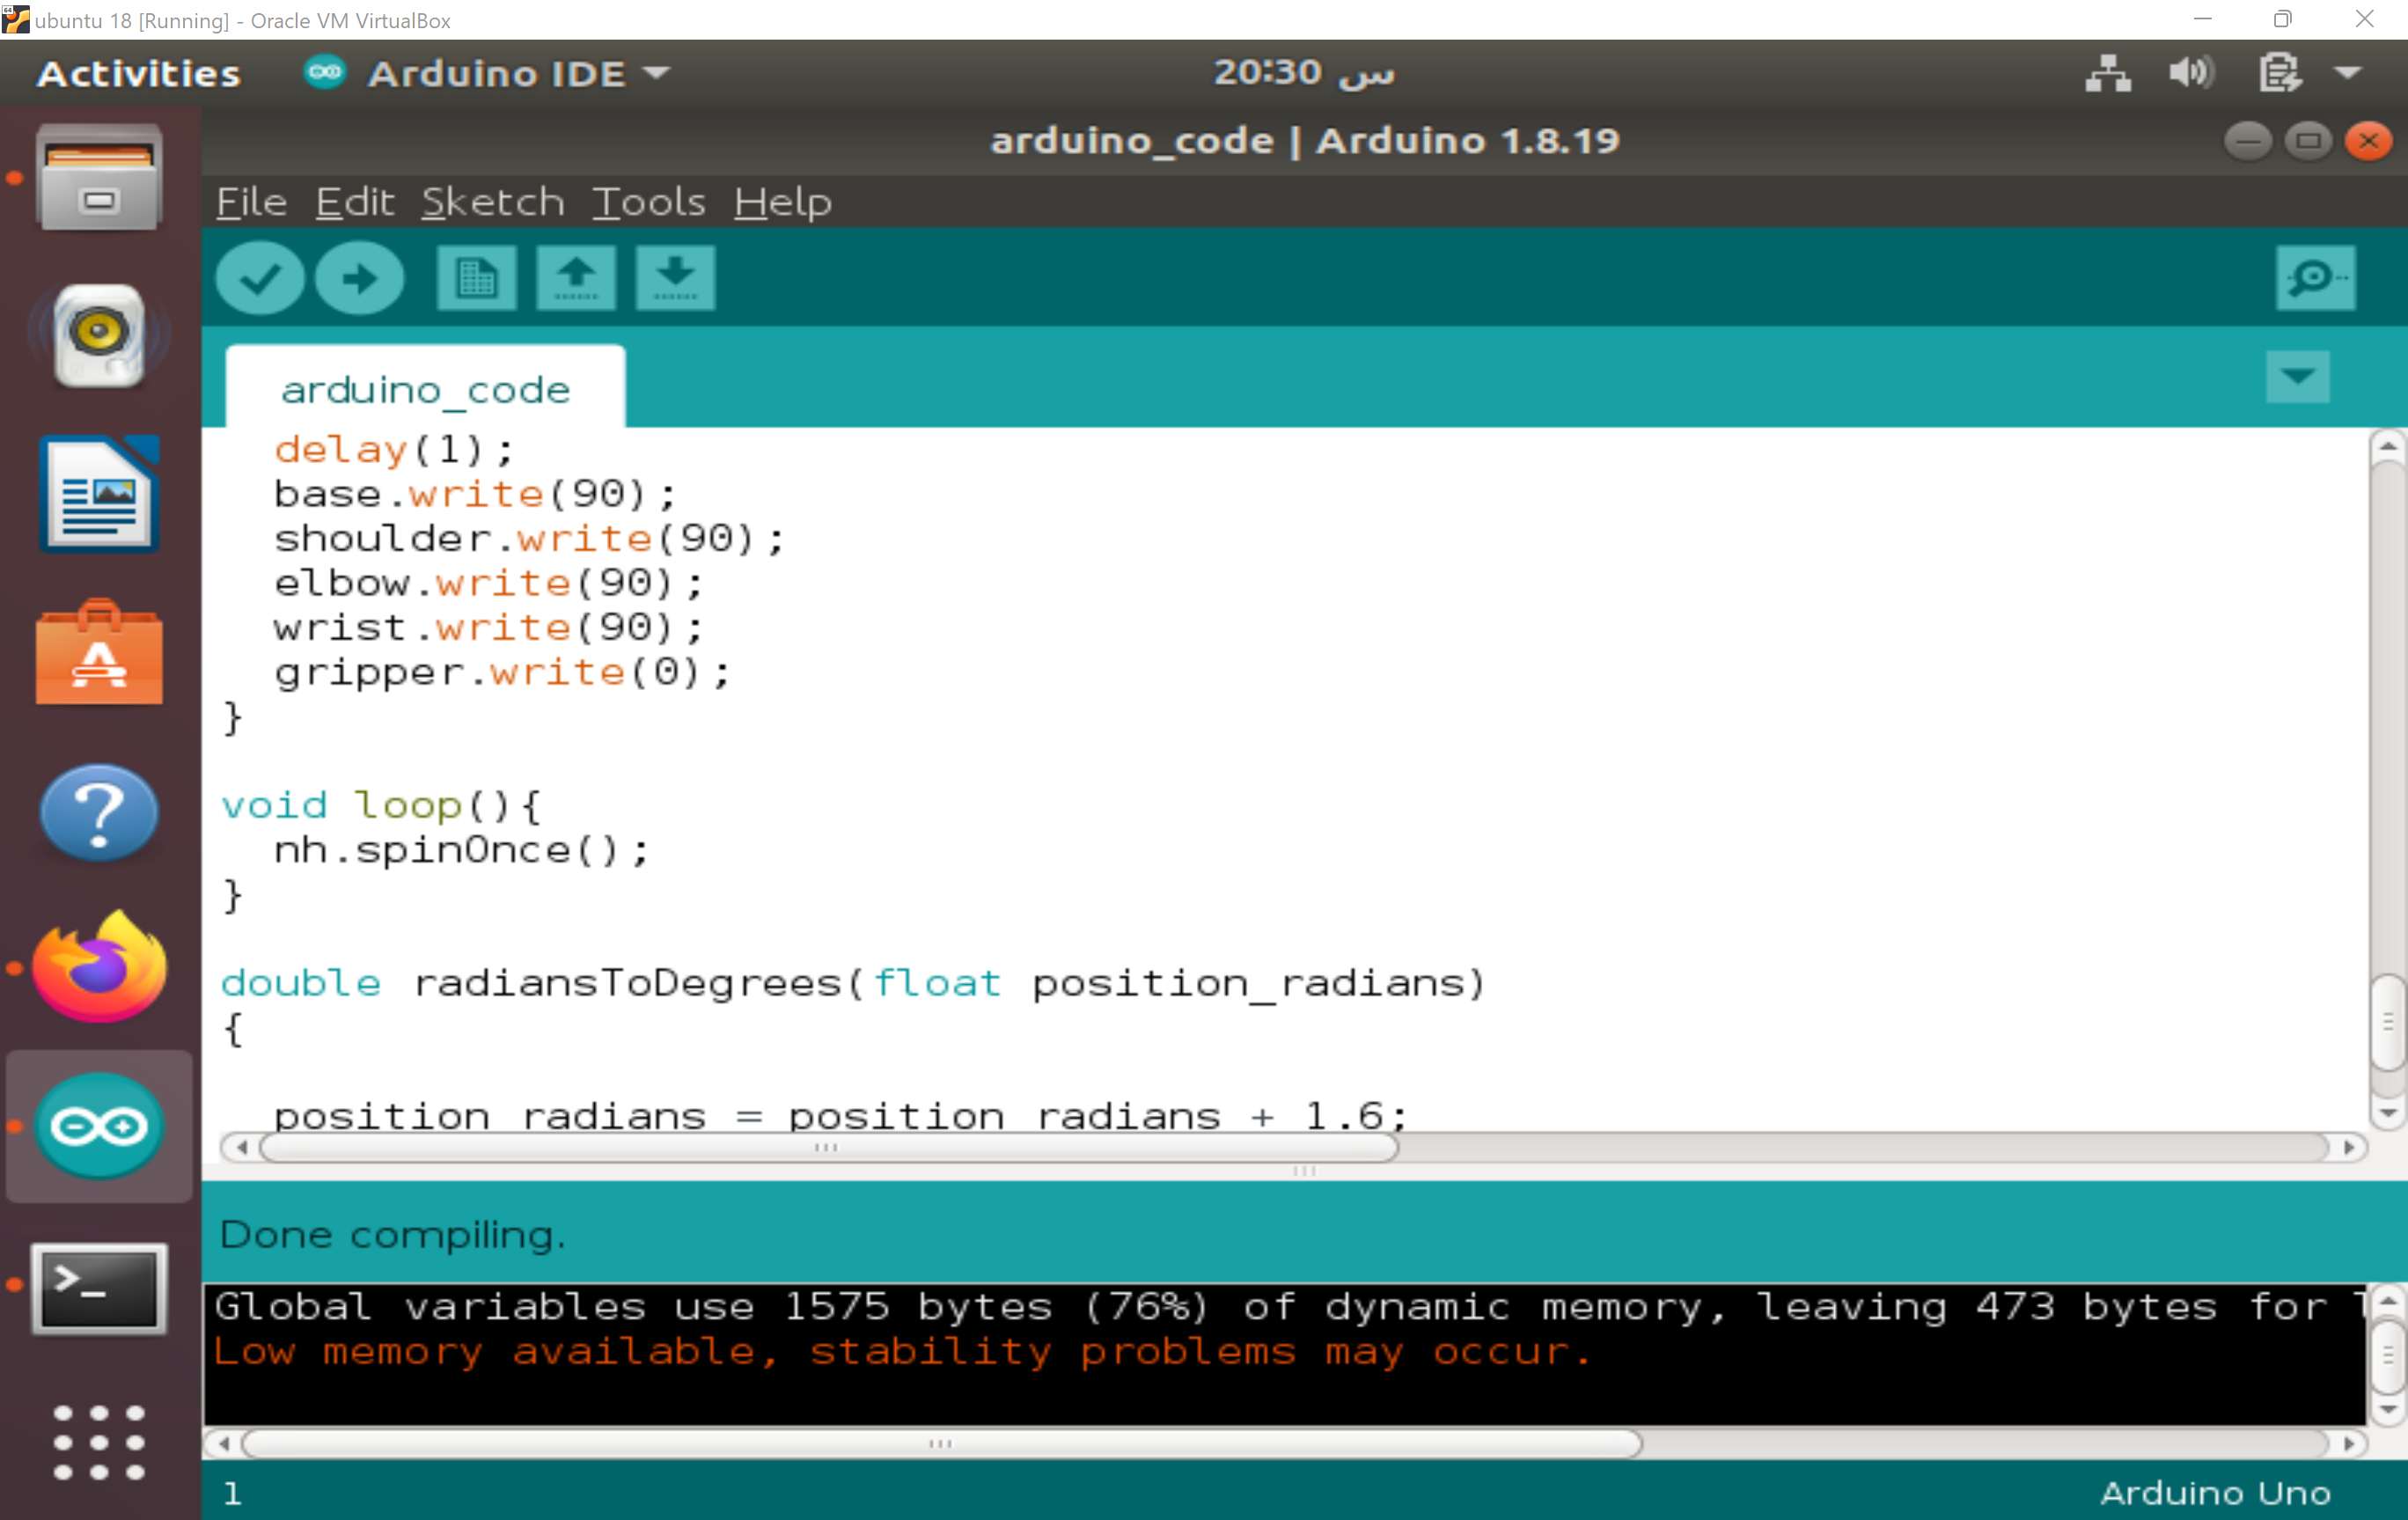 ubuntu 18 [Running] - Oracle VM VirtualBox
Activities Arduino IDE 20:30 س
arduino_code | Arduino 1.8.19
File Edit Sketch Tools Help
arduino_code
delay(1);
base.write(90);
shoulder.write(90);
elbow.write(90);
wrist.write(90);
gripper.write(0);
}
void loop(){
nh.spinOnce();
}
double radiansToDegrees(float position_radians)
{
position_radians = position_radians + 1.6;
Done compiling.
Global variables use 1575 bytes (76%) of dynamic memory, leaving 473 bytes for
Low memory available, stability problems may occur.
1 Arduino Uno